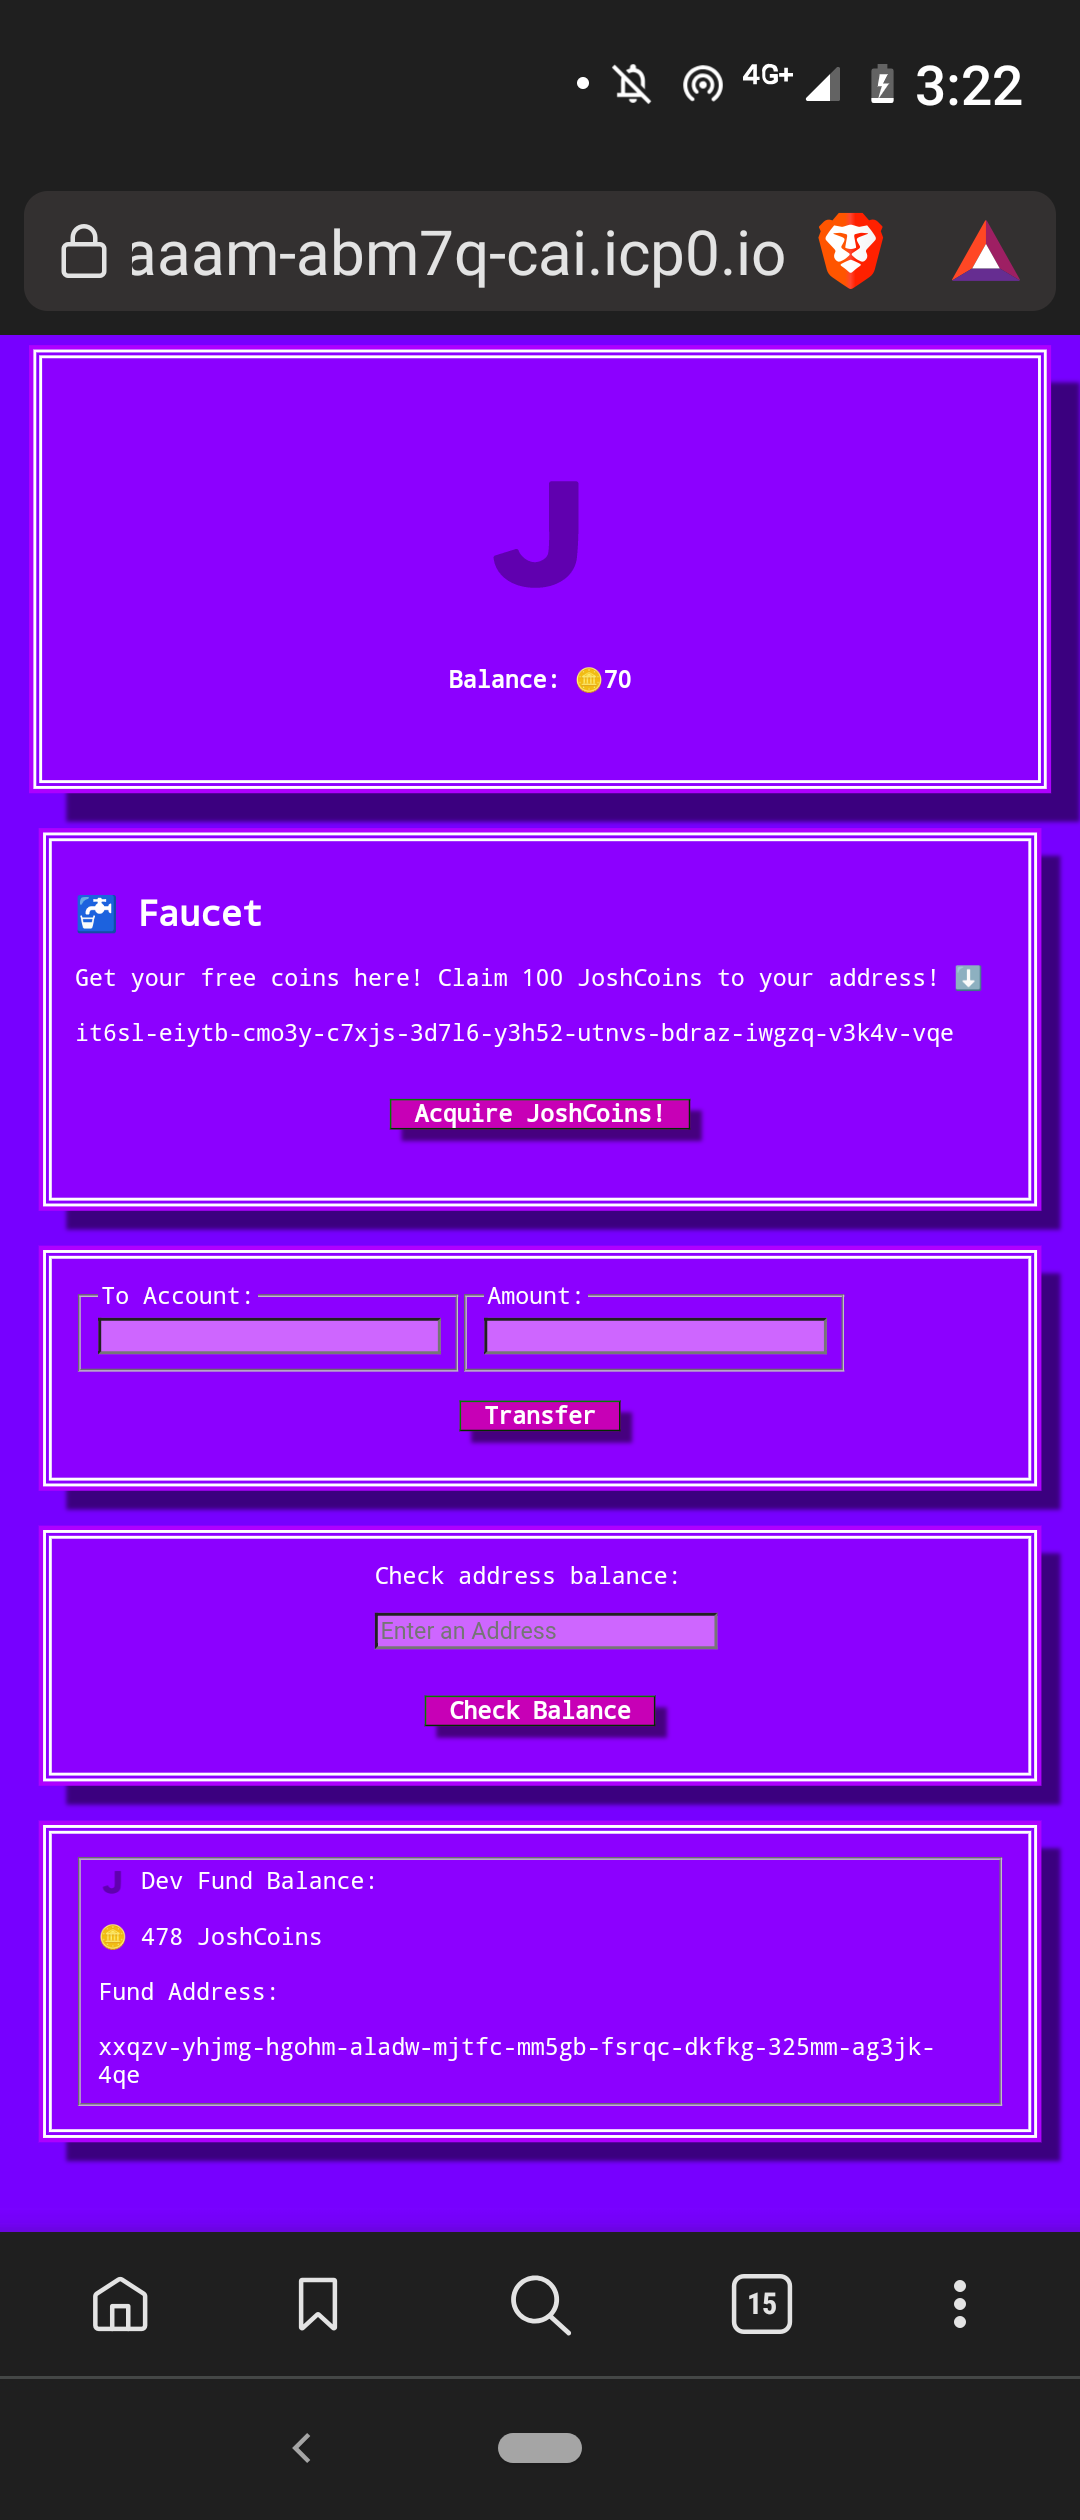 4G+ 3:22
aaam-abm7q-cai.icp0.io
J
Balance: 🪙70
🚰 Faucet
Get your free coins here! Claim 100 JoshCoins to your address! ⬇️
it6sl-eiytb-cmo3y-c7xjs-3d7l6-y3h52-utnvs-bdraz-iwgzq-v3k4v-vqe
Acquire JoshCoins!
To Account: Amount:
Transfer
Check address balance:
Enter an Address
Check Balance
J Dev Fund Balance:
🪙 478 JoshCoins
Fund Address:
xxqzv-yhjmg-hgohm-aladw-mjtfc-mm5gb-fsrqc-dkfkg-325mm-ag3jk-
4qe
15